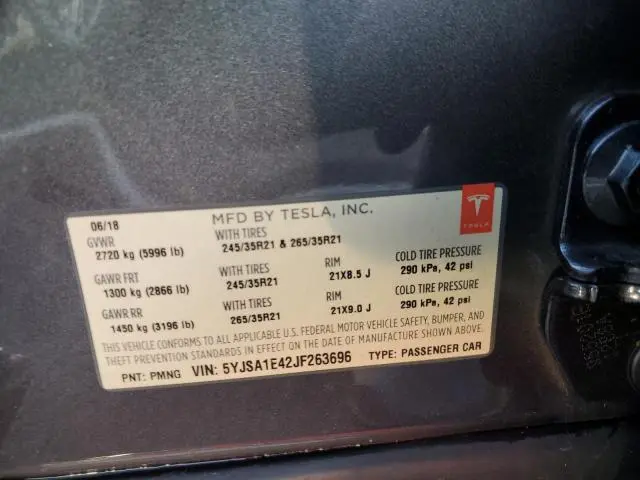 06/18 MFD BY TESLA, INC.
GVWR WITH TIRES
2720 kg (5996 lb) 245/35R21 & 265/35R21
GAWR FRT WITH TIRES RIM COLD TIRE PRESSURE
1300 kg (2866 lb) 245/35R21 21X8.5 J 290 kPa, 42 psi
GAWR RR WITH TIRES RIM COLD TIRE PRESSURE
1450 kg (3196 lb) 265/35R21 21X9.0 J 290 kPa, 42 psi
THIS VEHICLE CONFORMS TO ALL APPLICABLE U.S. FEDERAL MOTOR VEHICLE SAFETY, BUMPER, AND
THEFT PREVENTION STANDARDS IN EFFECT ON THE DATE OF MANUFACTURE SHOWN ABOVE.
PNT: PMNG VIN: 5YJSA1E42JF263696 TYPE: PASSENGER CAR
TESLA